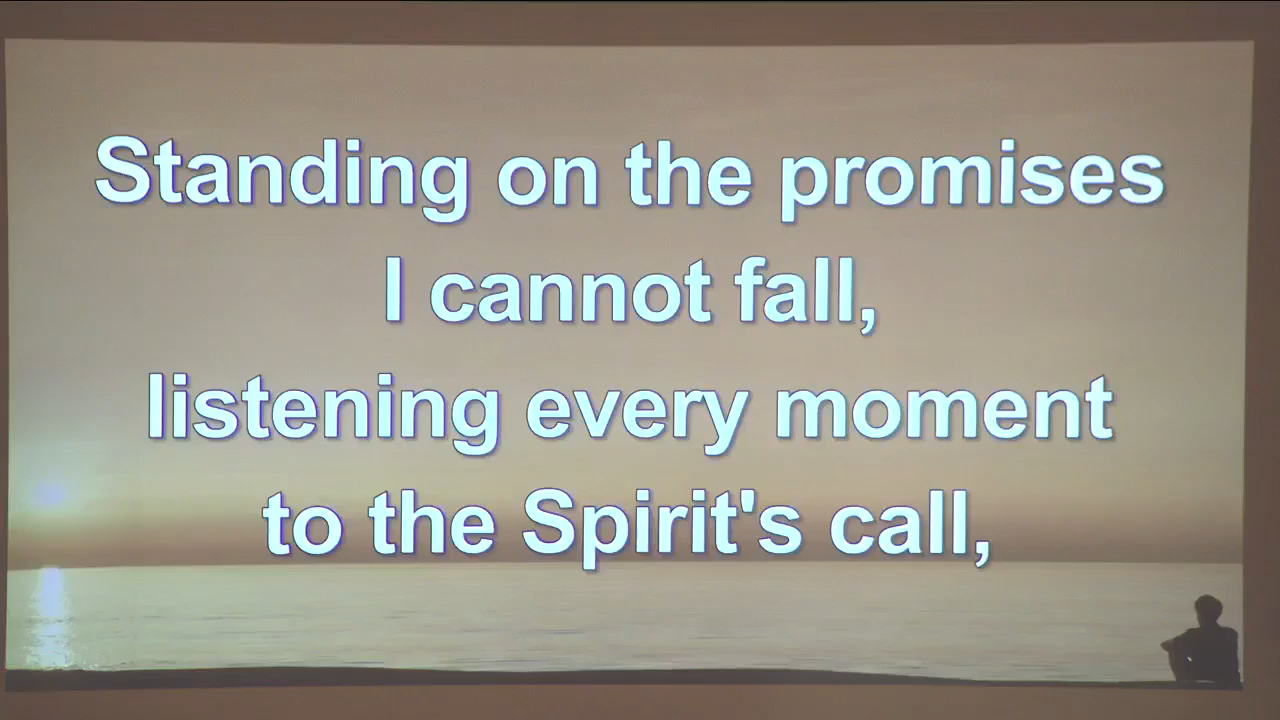 Standing on the promises
I cannot fall,
listening every moment
to the Spirit's call,